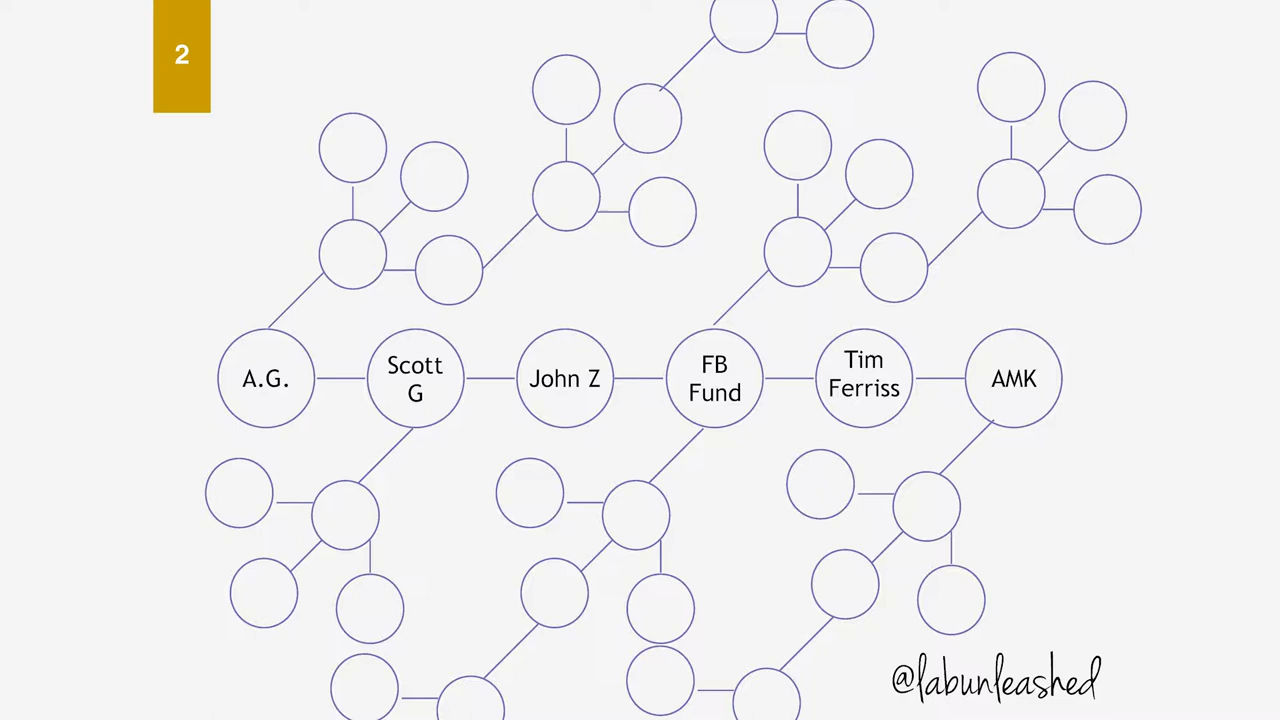 2
A.G.
Scott
G
John Z
FB
Fund
Tim
Ferriss
AMK
@labunleashed